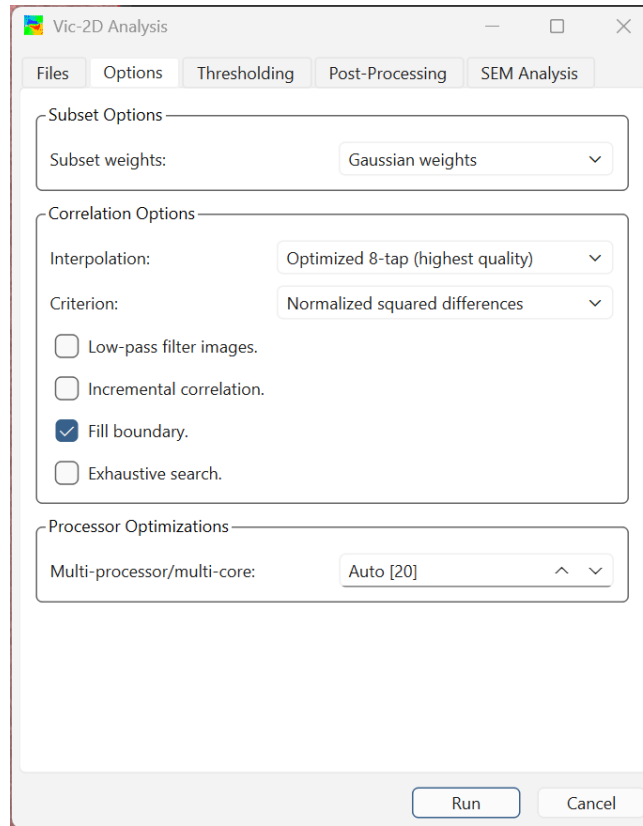 Vic-2D Analysis
Files Options Thresholding Post-Processing SEM Analysis
Subset Options
Subset weights: Gaussian weights
Correlation Options
Interpolation: Optimized 8-tap (highest quality)
Criterion: Normalized squared differences
Low-pass filter images.
Incremental correlation.
Fill boundary.
Exhaustive search.
Processor Optimizations
Multi-processor/multi-core: Auto [20]
Run Cancel